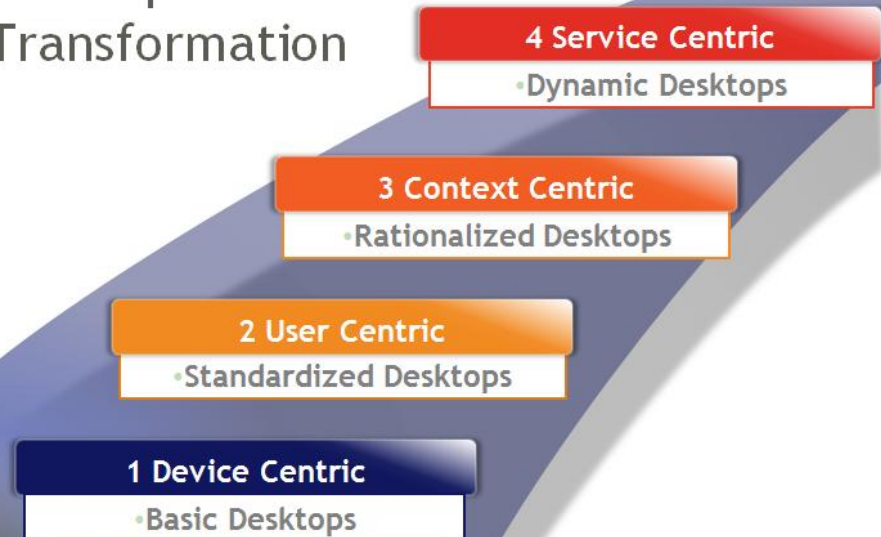 Transformation
4 Service Centric
•Dynamic Desktops
3 Context Centric
•Rationalized Desktops
2 User Centric
•Standardized Desktops
1 Device Centric
•Basic Desktops